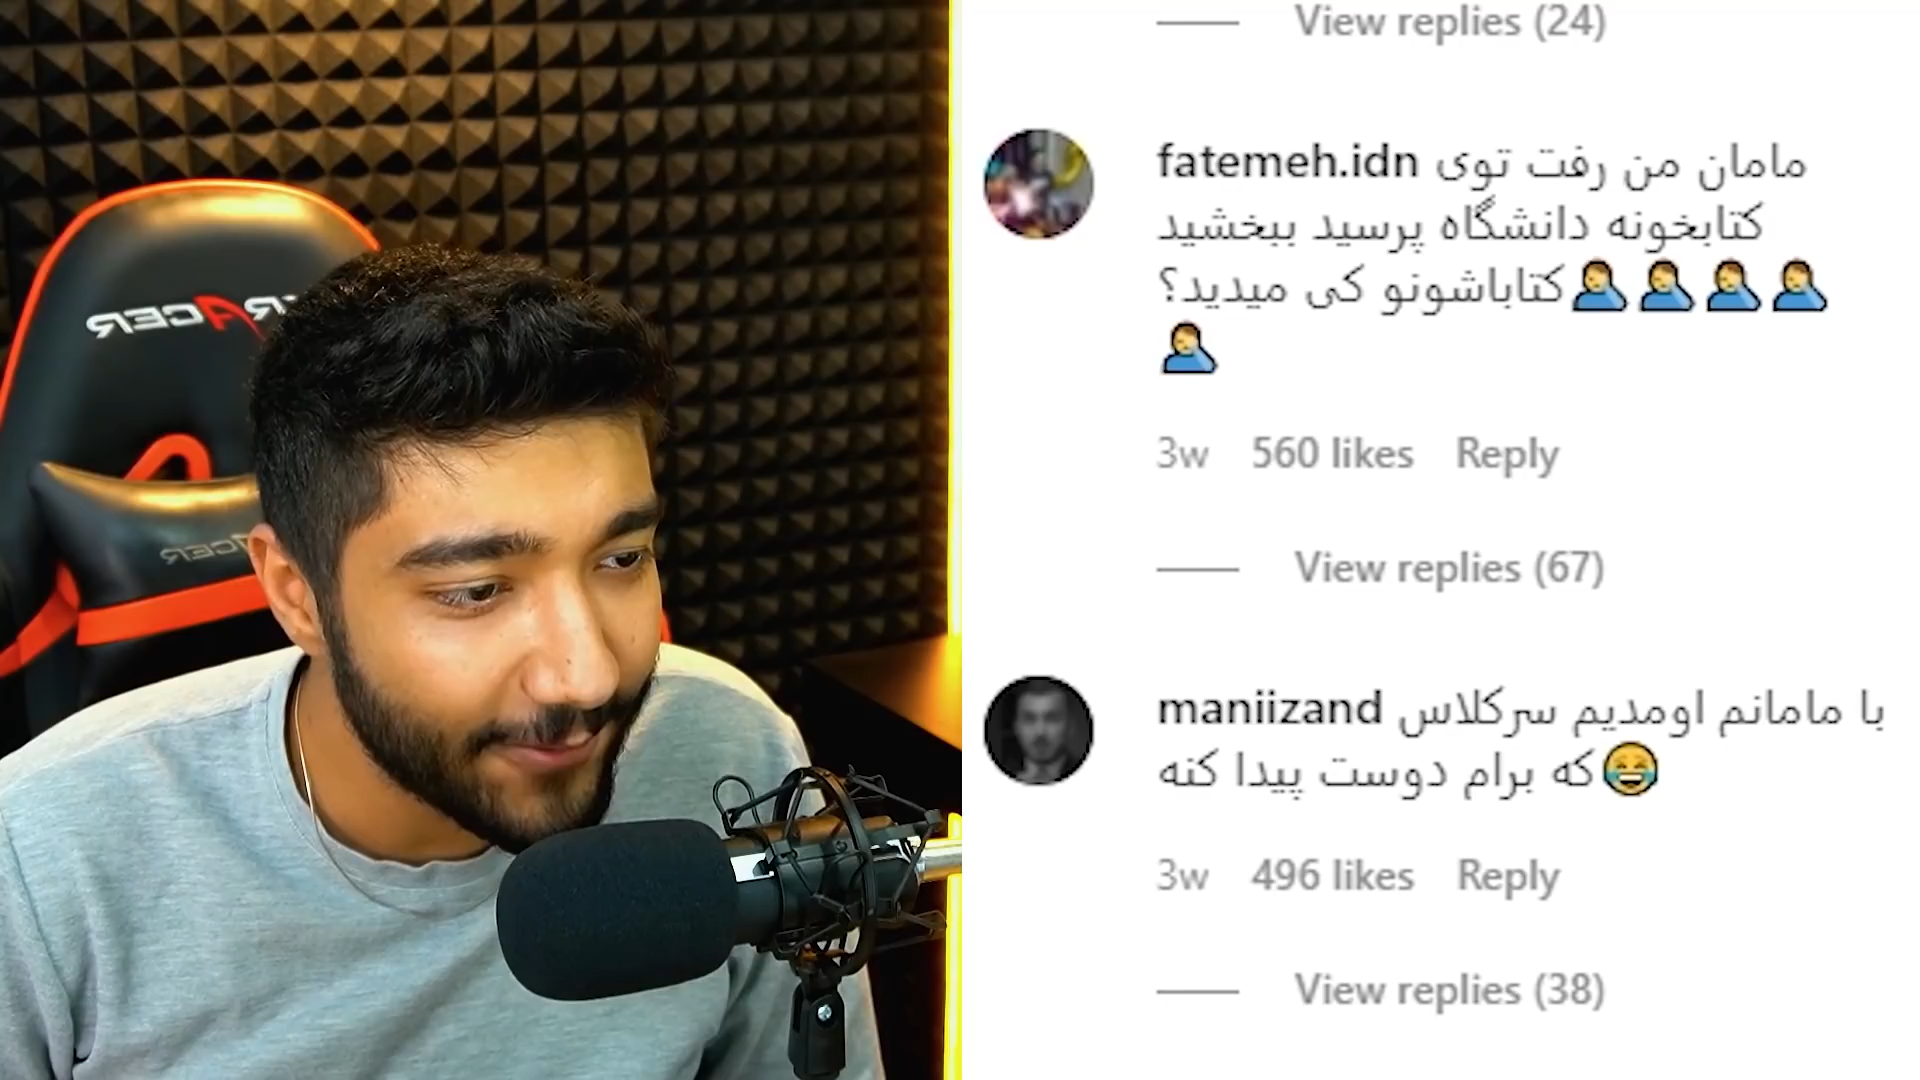 View replies (24)
fatemeh.idn مامان من رفت توی
کتابخونه دانشگاه پرسید ببخشید
کتاباشونو کی میدید؟🤦‍♂️🤦‍♂️🤦‍♂️🤦‍♂️
🤦‍♂️
3w 560 likes Reply
View replies (67)
maniizand با مامانم اومدیم سرکلاس
که برام دوست پیدا کنه😂
3w 496 likes Reply
View replies (38)
RACER